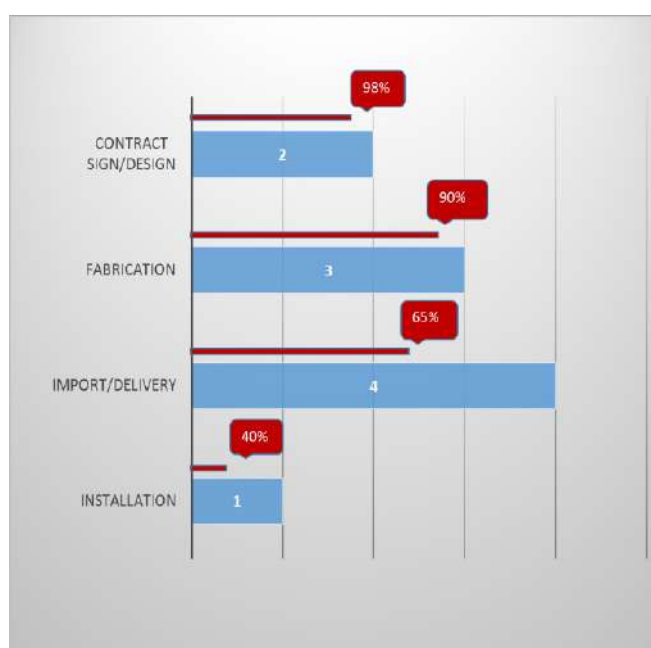 98%
CONTRACT
SIGN/DESIGN
2
90%
FABRICATION
3
65%
IMPORT/DELIVERY
4
40%
INSTALLATION
1